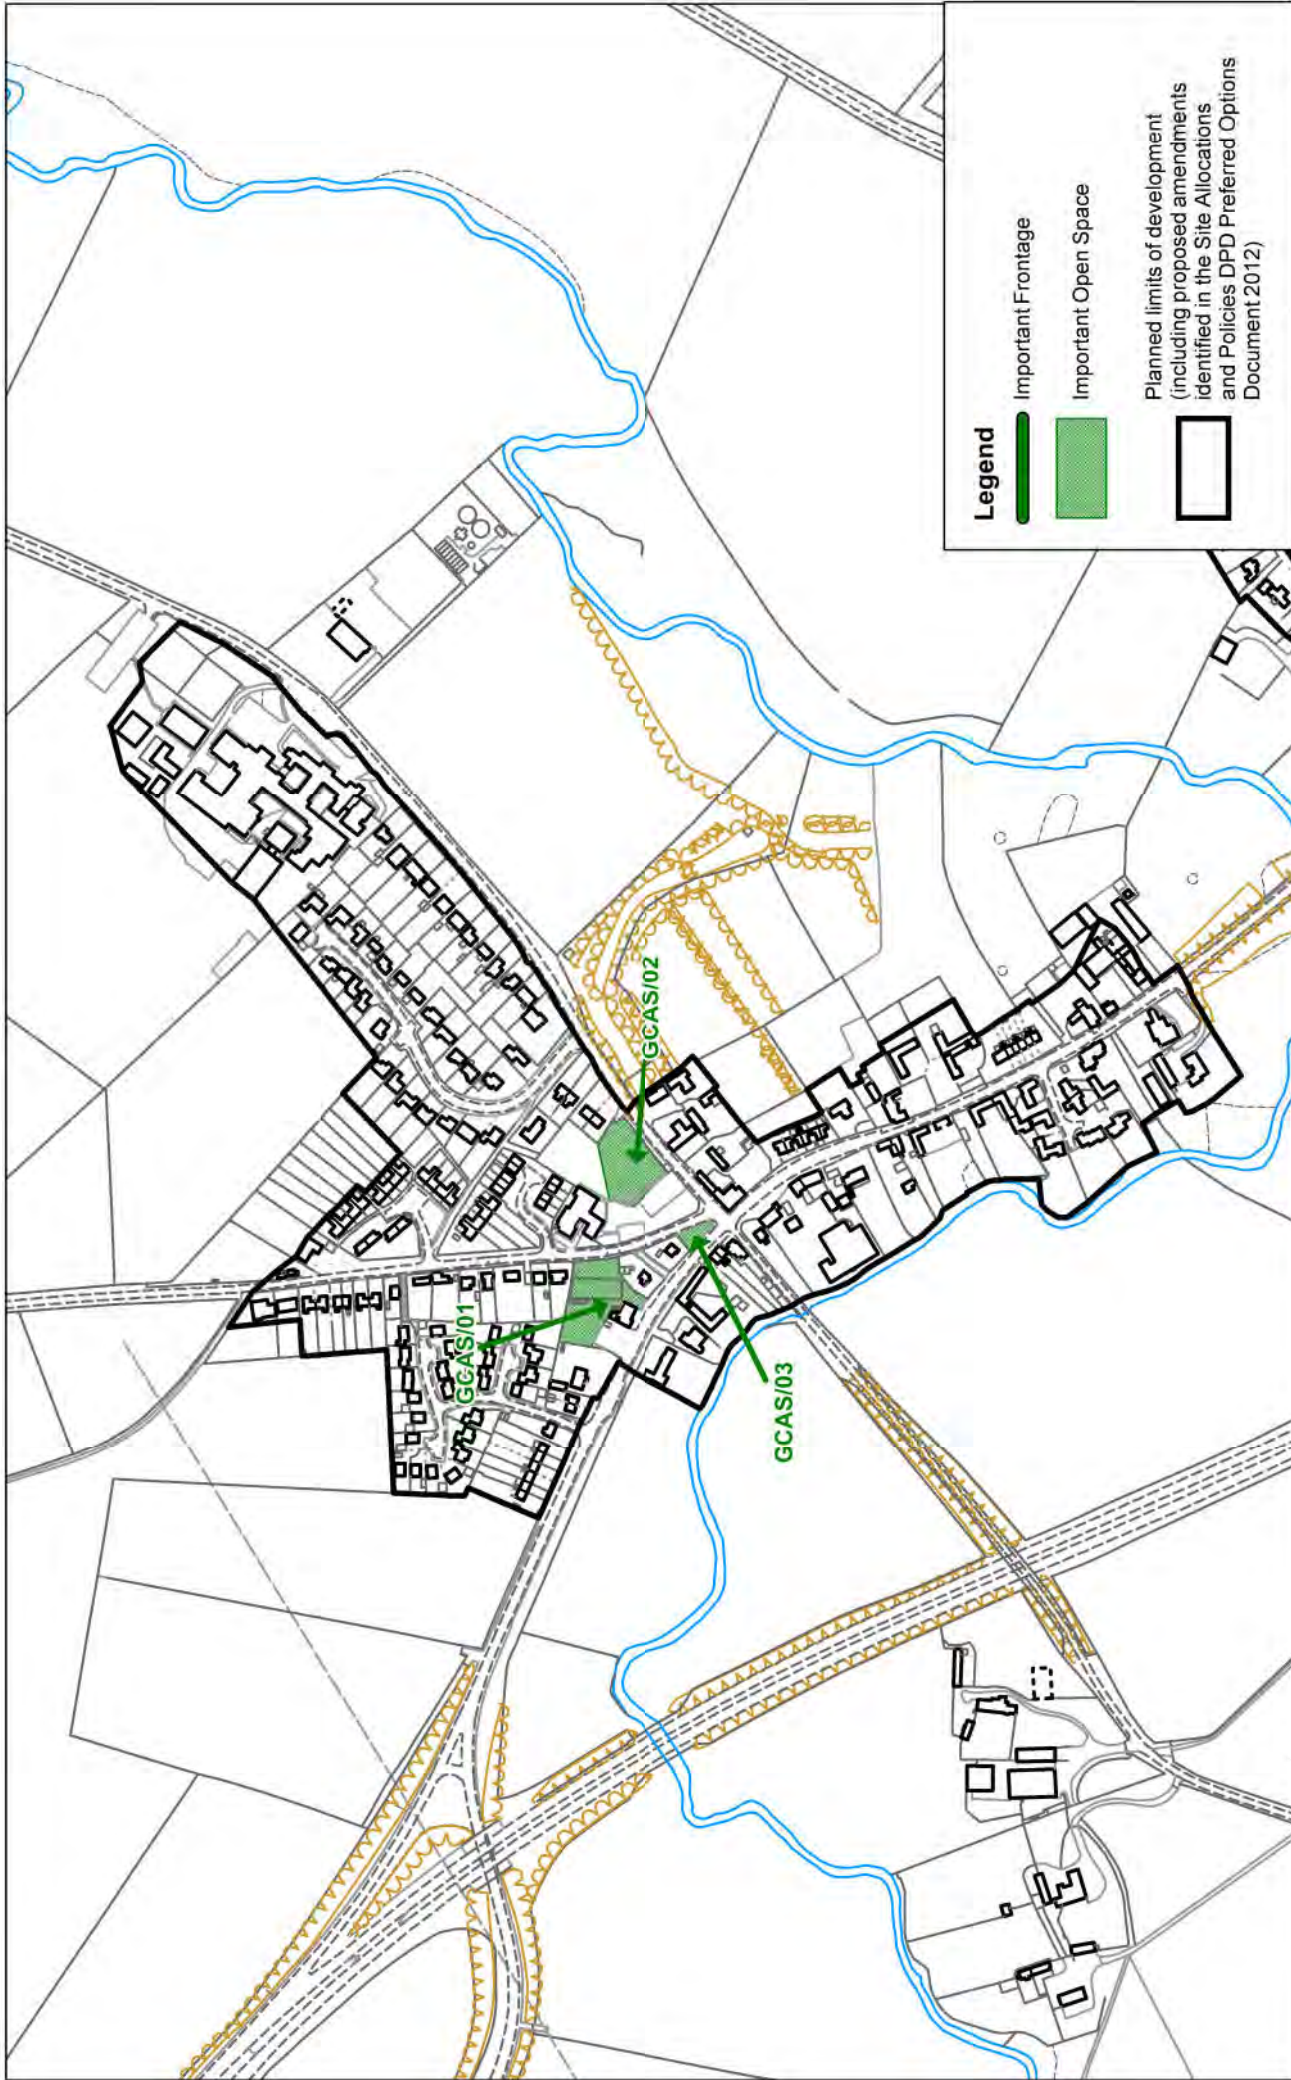 GCAS/01
GCAS/02
GCAS/03
Legend
Important Frontage
Important Open Space
Planned limits of development
(including proposed amendments
identified in the Site Allocations
and Policies DPD Preferred Options
Document 2012)